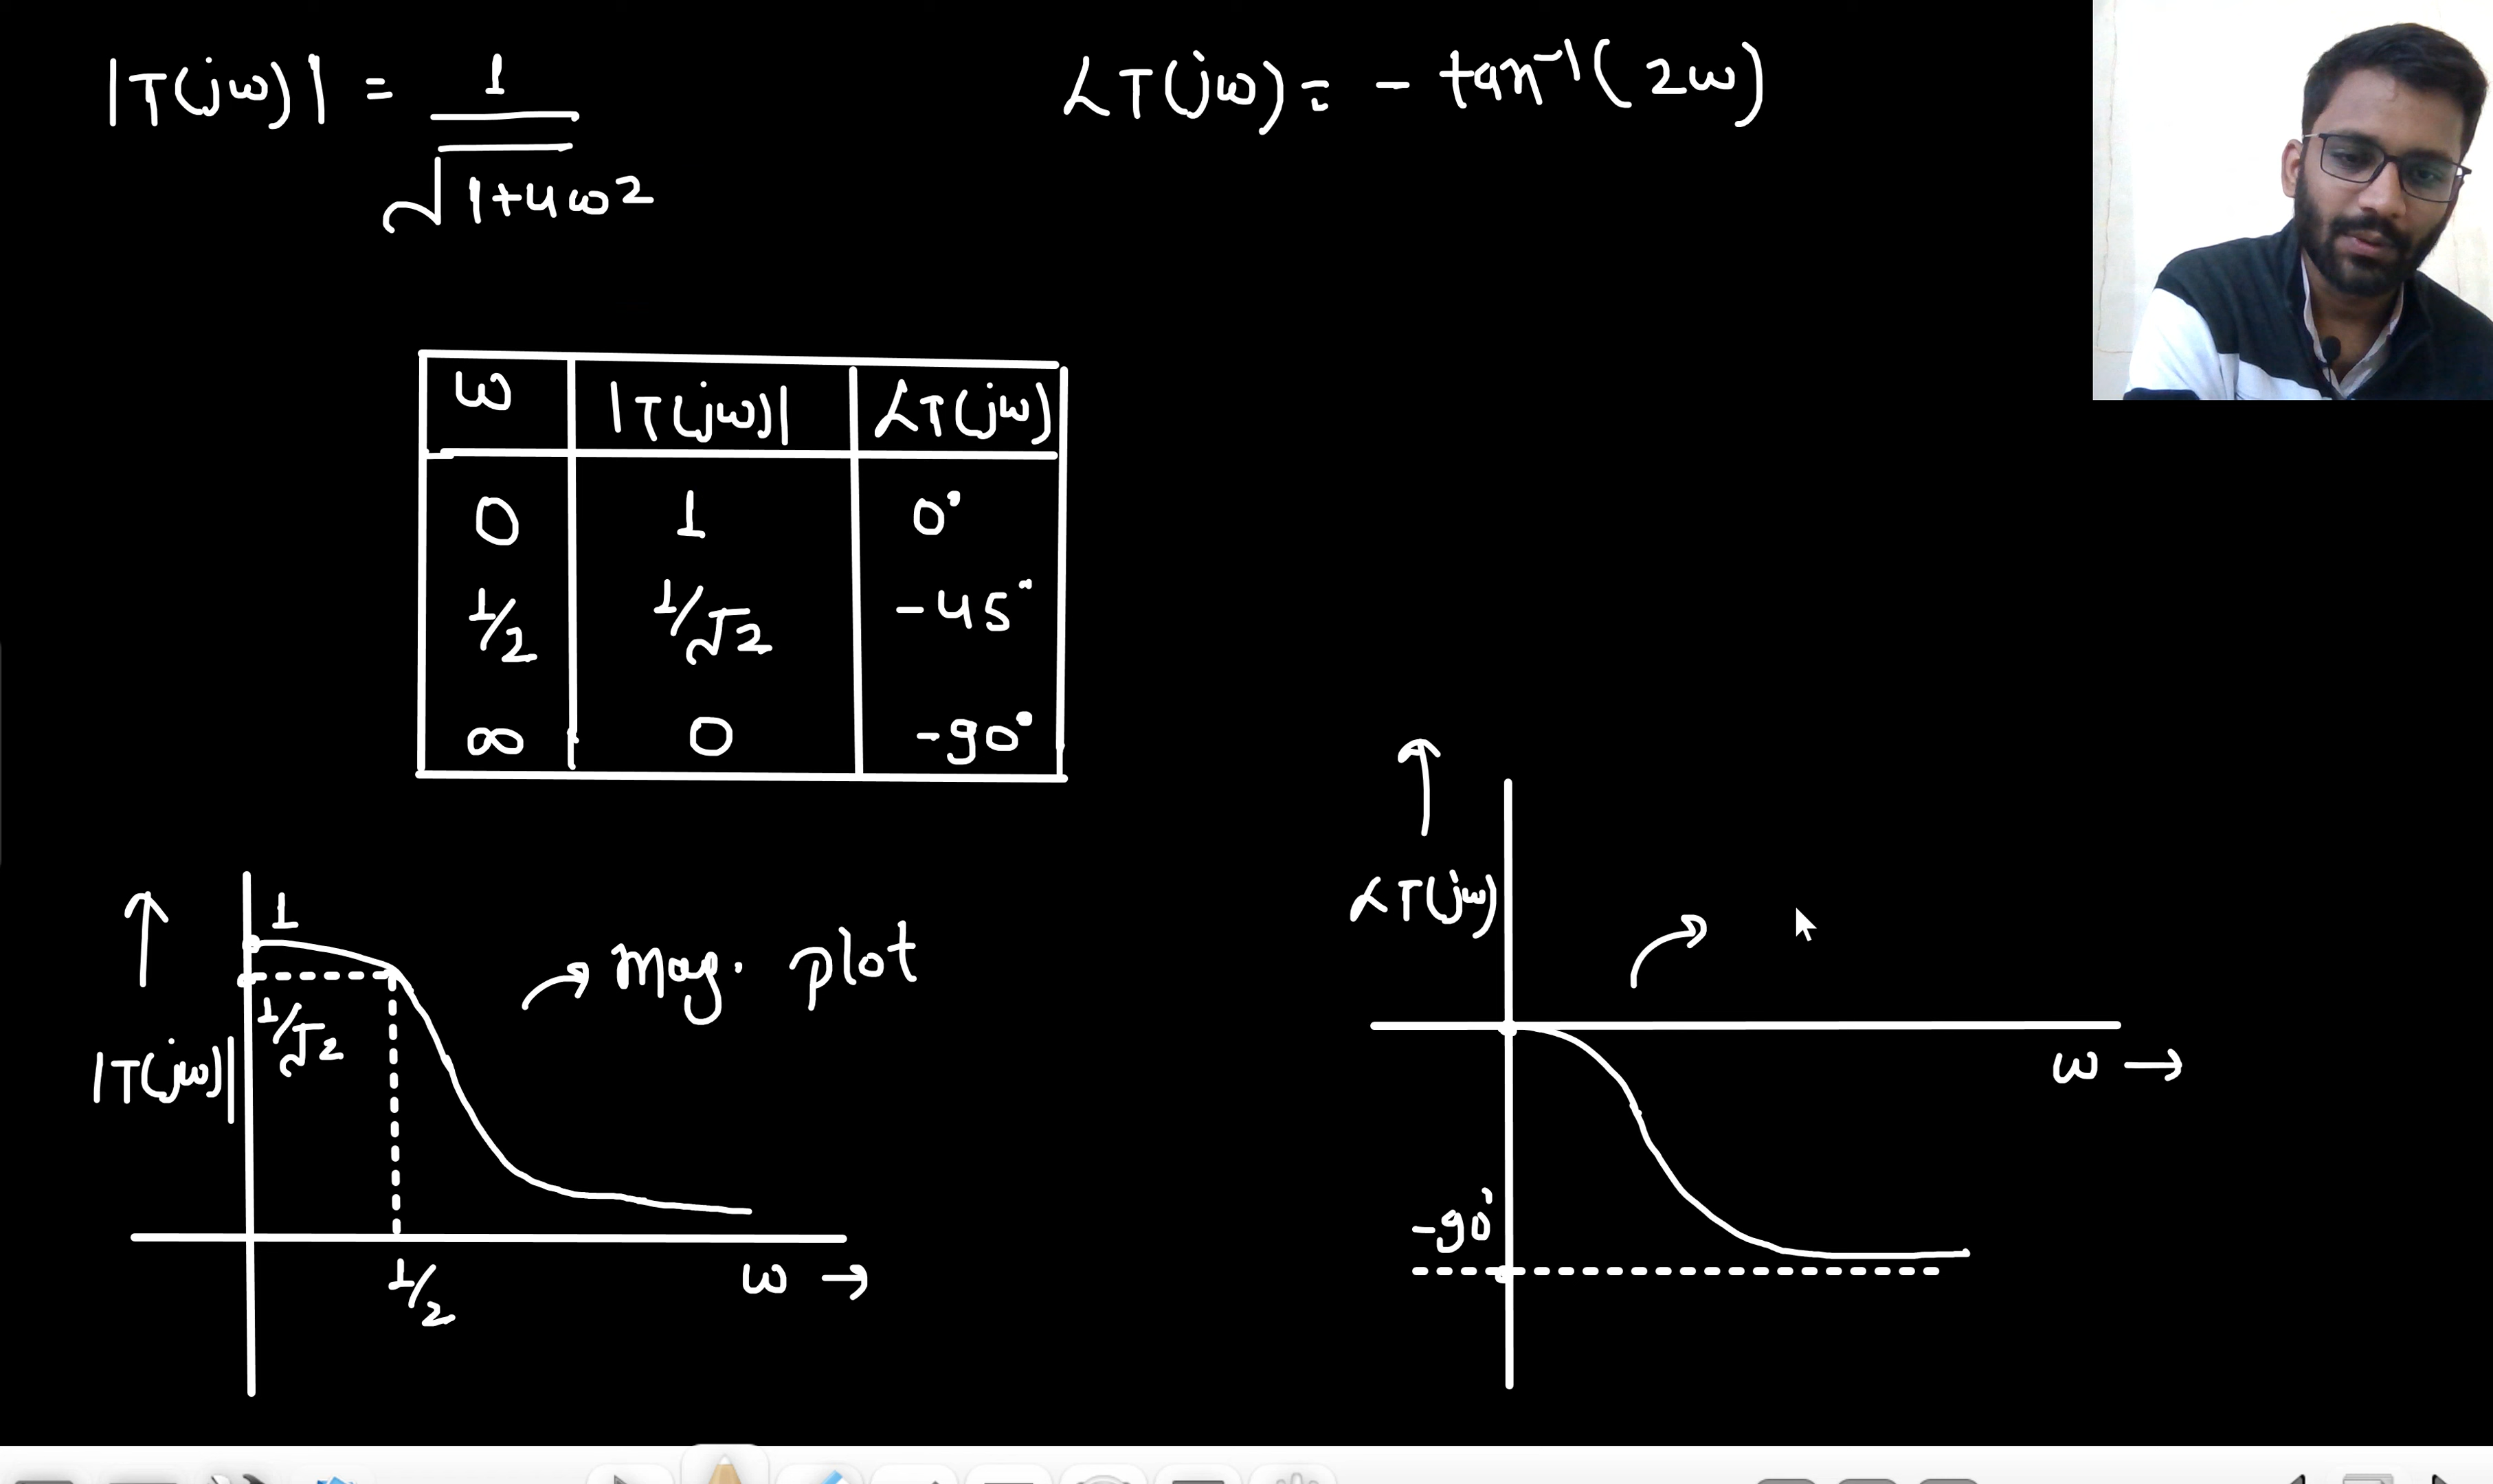 |T(jω)| = 1/√1+4ω2
∠T(jω) = - tan-1(2ω)
ω |T(jω)| ∠T(jω)
0 1 0°
1/2 1/√2 -45°
∞ 0 -90°
1
1/√2
|T(jω)|
→ mag. plot
1/2
ω →
∠T(jω)
ω →
-90°